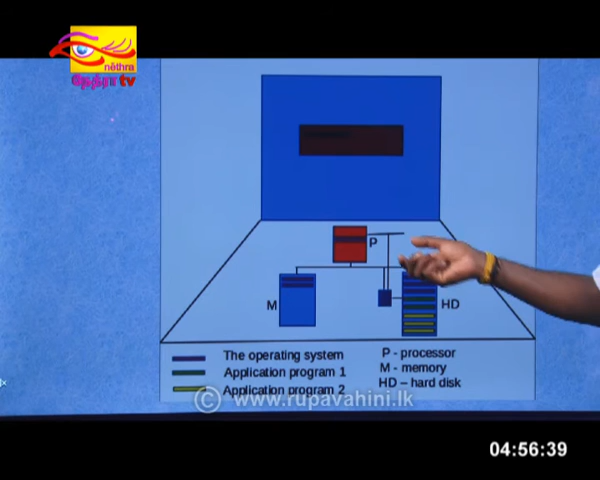 nēthra
நேத்ரா tv
P
M
HD
The operating system
Application program 1
Application program 2
P - processor
M - memory
HD – hard disk
© www.rupavahini.lk
04:56:39